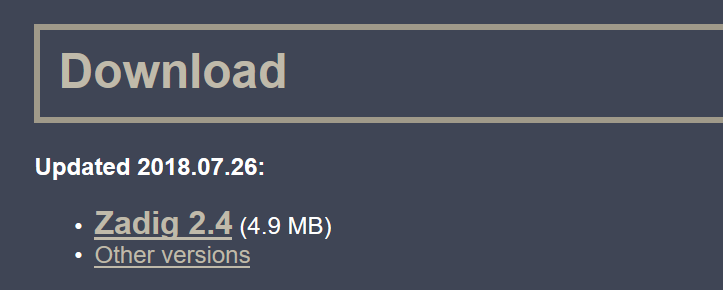 Download
Updated 2018.07.26:
• Zadig 2.4 (4.9 MB)
• Other versions